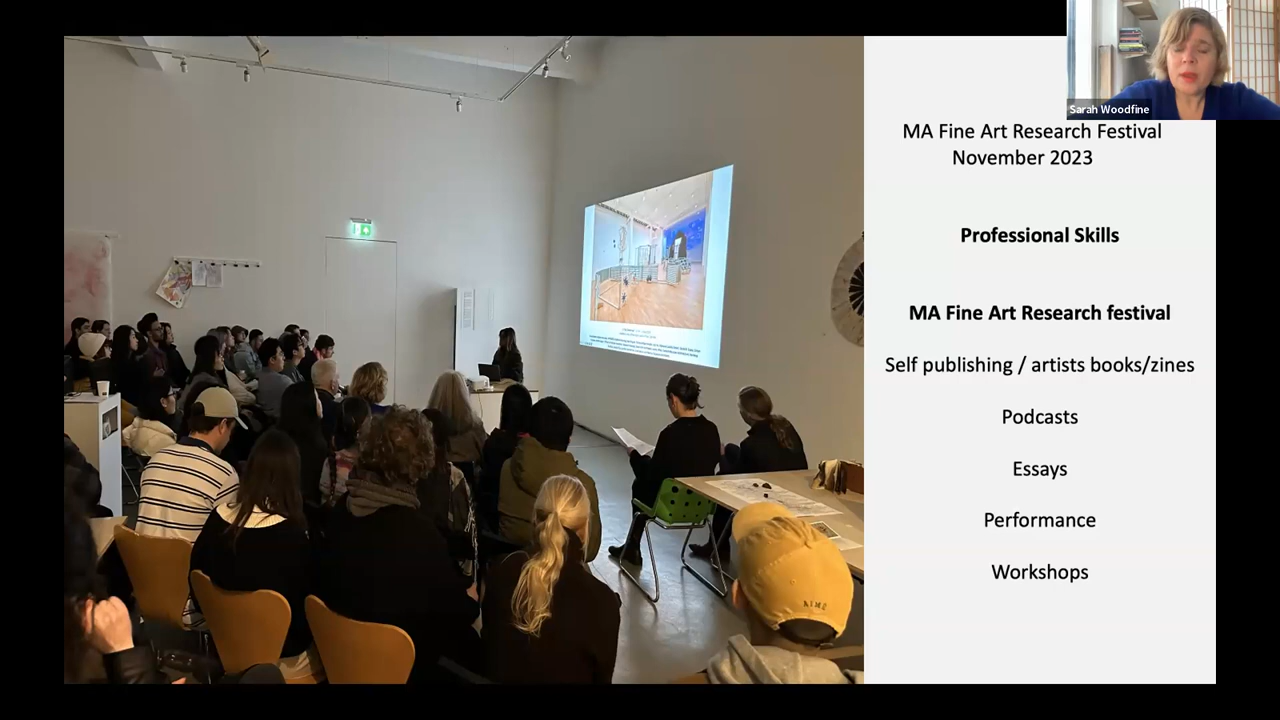 Sarah Woodfine
MA Fine Art Research Festival
November 2023
Professional Skills
MA Fine Art Research festival
Self publishing / artists books/zines
Podcasts
Essays
Performance
Workshops
AIMÉ